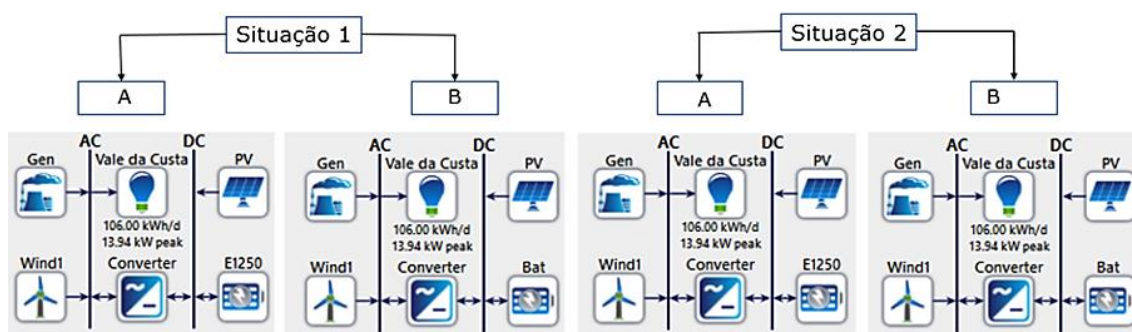 Situação 1
A
B
AC
DC
Gen
Vale da Custa
PV
106.00 kWh/d
13.94 kW peak
Wind1
Converter
E1250
AC
DC
Gen
Vale da Custa
PV
106.00 kWh/d
13.94 kW peak
Wind1
Converter
Bat
Situação 2
A
B
AC
DC
Gen
Vale da Custa
PV
106.00 kWh/d
13.94 kW peak
Wind1
Converter
E1250
AC
DC
Gen
Vale da Custa
PV
106.00 kWh/d
13.94 kW peak
Wind1
Converter
Bat